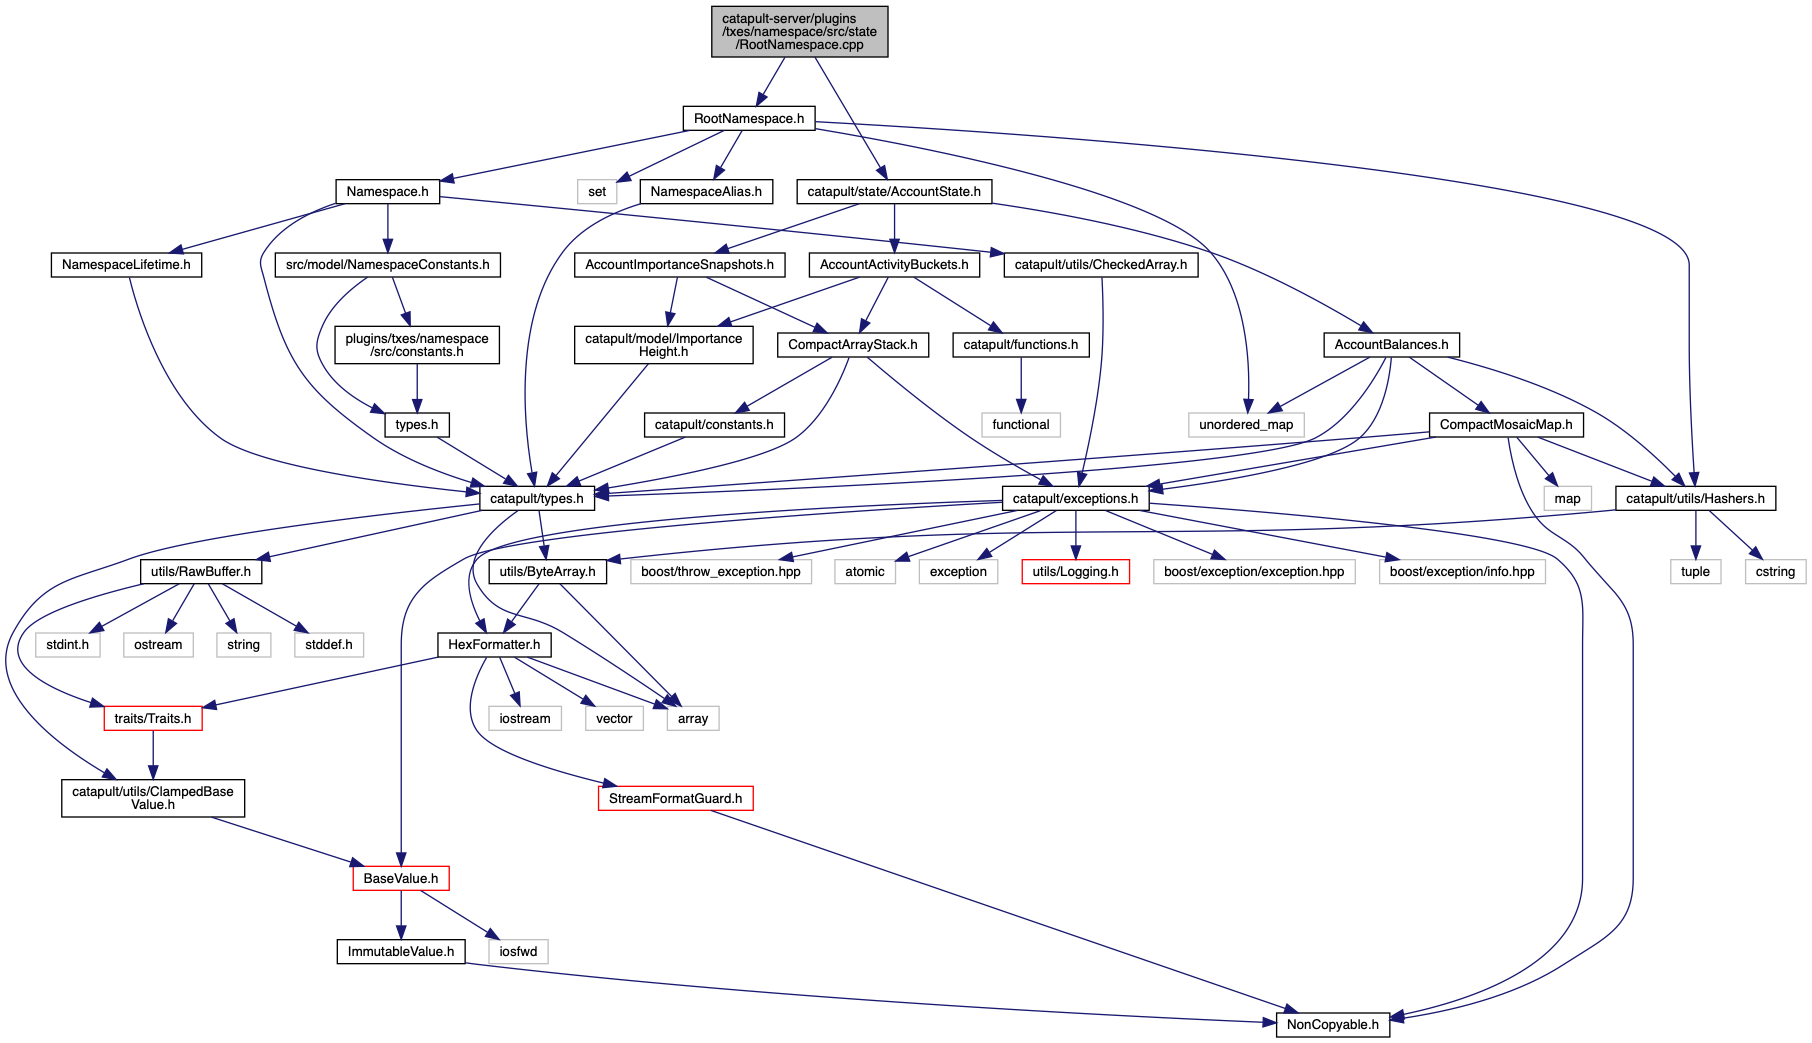 catapult-server/plugins
/txes/namespace/src/state
/RootNamespace.cpp
RootNamespace.h
Namespace.h
set
NamespaceAlias.h
catapult/state/AccountState.h
NamespaceLifetime.h
src/model/NamespaceConstants.h
AccountImportanceSnapshots.h
AccountActivityBuckets.h
catapult/utils/CheckedArray.h
plugins/txes/namespace
/src/constants.h
catapult/model/Importance
Height.h
CompactArrayStack.h
catapult/functions.h
AccountBalances.h
types.h
catapult/constants.h
functional
unordered_map
CompactMosaicMap.h
catapult/types.h
catapult/exceptions.h
map
catapult/utils/Hashers.h
utils/RawBuffer.h
utils/ByteArray.h
boost/throw_exception.hpp
atomic
exception
utils/Logging.h
boost/exception/exception.hpp
boost/exception/info.hpp
tuple
cstring
stdint.h
ostream
string
stddef.h
HexFormatter.h
traits/Traits.h
iostream
vector
array
catapult/utils/ClampedBase
Value.h
StreamFormatGuard.h
BaseValue.h
ImmutableValue.h
iosfwd
NonCopyable.h